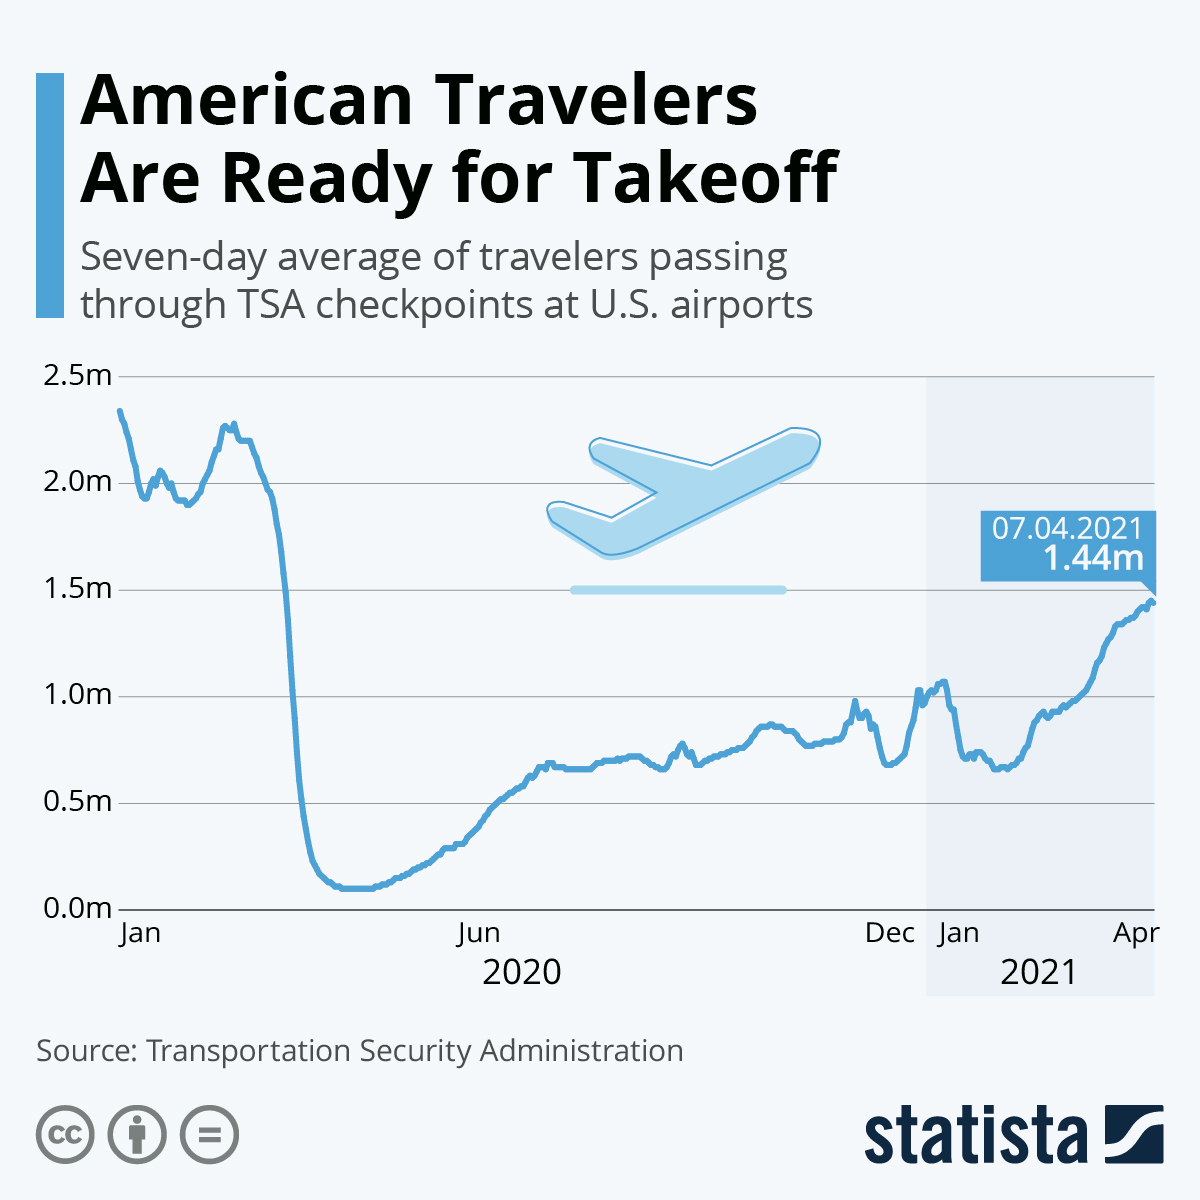 American Travelers
Are Ready for Takeoff
Seven-day average of travelers passing
through TSA checkpoints at U.S. airports
2.5m
2.0m
1.5m
1.0m
0.5m
0.0m
07.04.2021
1.44m
Jan
Jun
Dec
Jan
Apr
2020
2021
Source: Transportation Security Administration
cc
=
statista